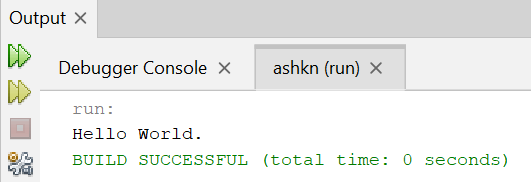 Output
Debugger Console
ashkn (run)
run:
Hello World.
BUILD SUCCESSFUL (total time: 0 seconds)